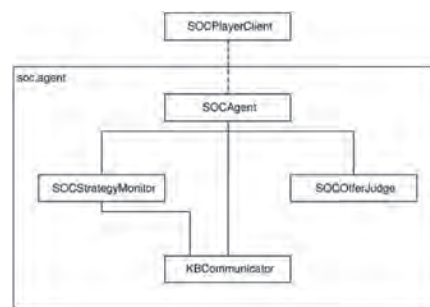 SOCPlayerClient
soc.agent
SOCAgent
SOCStrategyMonitor
SOCOfferJudge
KBCommunicator